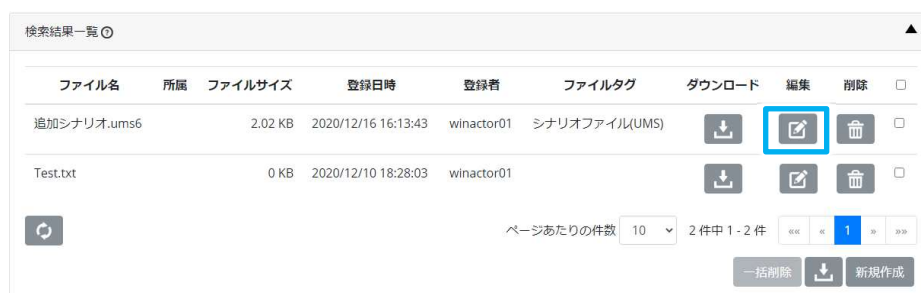 検索結果一覧
ファイル名 所属 ファイルサイズ 登録日時 登録者 ファイルタグ ダウンロード 編集 削除
追加シナリオ.ums6 2.02 KB 2020/12/16 16:13:43 winactor01 シナリオファイル(UMS)
Test.txt 0 KB 2020/12/10 18:28:03 winactor01
ページあたりの件数 10 2 件中 1 - 2 件 «« « 1 » »»
一括削除 新規作成